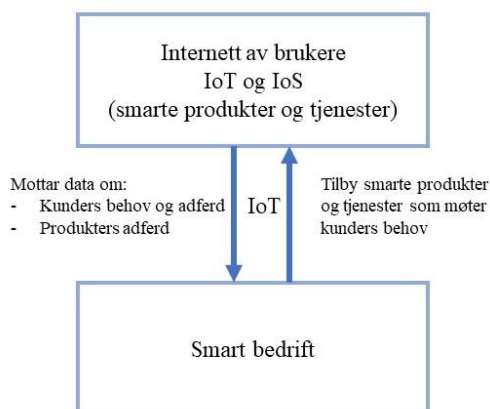 Internett av brukere
IoT og IoS
(smarte produkter og tjenester)
Mottar data om:
- Kunders behov og adferd
- Produkters adferd
IoT
Tilby smarte produkter
og tjenester som møter
kunders behov
Smart bedrift